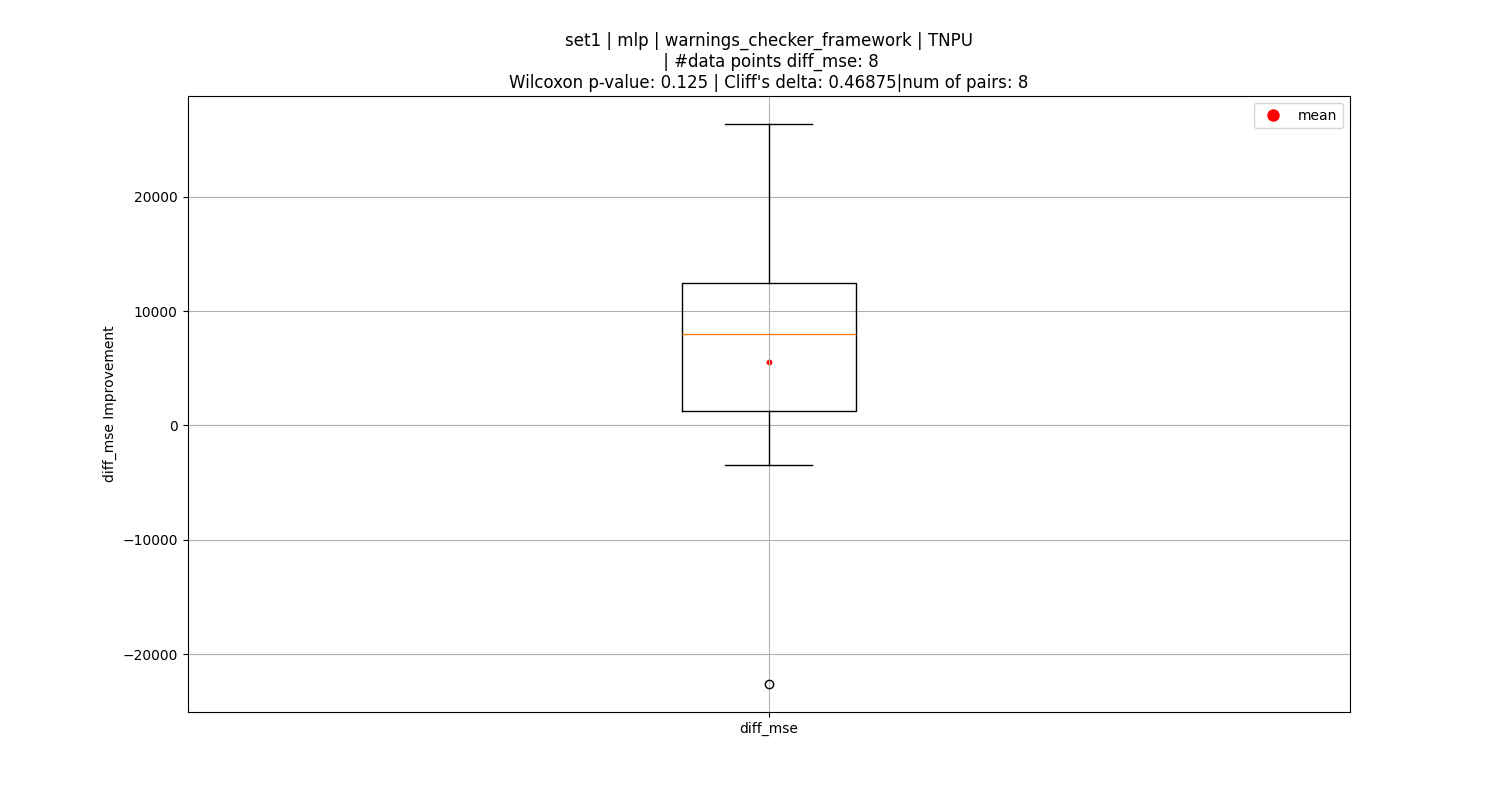 set1 | mlp | warnings_checker_framework | TNPU
| #data points diff_mse: 8
Wilcoxon p-value: 0.125 | Cliff's delta: 0.46875|num of pairs: 8
mean
20000
10000
0
−10000
−20000
diff_mse Improvement
diff_mse